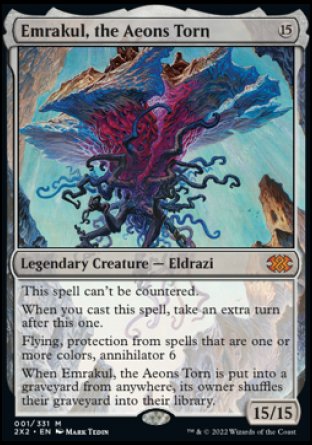 Emrakul, the Aeons Torn 15
Legendary Creature — Eldrazi
This spell can't be countered.
When you cast this spell, take an extra turn
after this one.
Flying, protection from spells that are one or
more colors, annihilator 6
When Emrakul, the Aeons Torn is put into a
graveyard from anywhere, its owner shuffles
their graveyard into their library.
15/15
001/331 M
2X2 • EN Mark Tedin
™ & © 2022 Wizards of the Coast